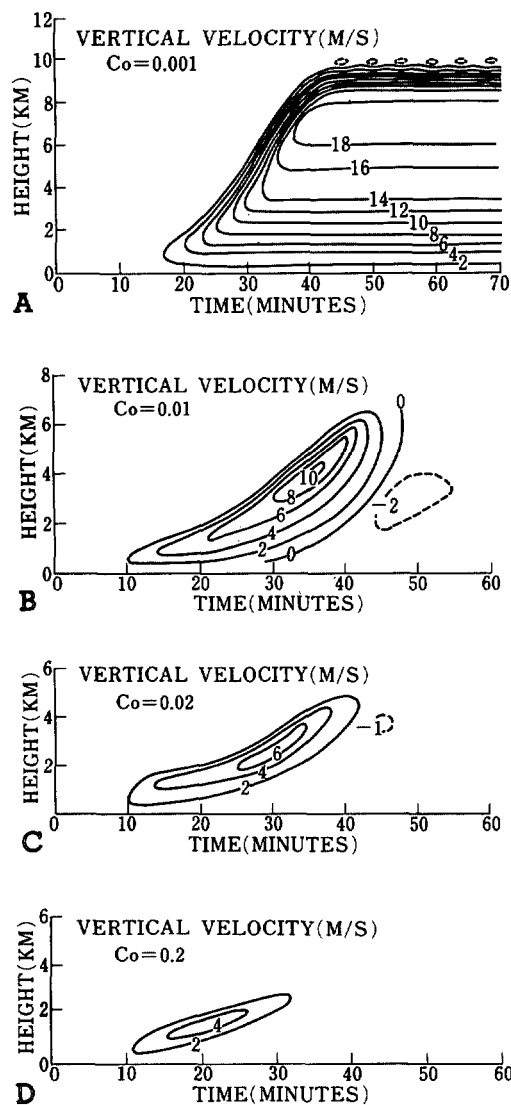 VERTICAL VELOCITY(M/S)
Co=0.001
HEIGHT(KM)
12
10
8
6
4
2
0
18
16
14
12
10
8
6
4
2
0 10 20 30 40 50 60 70
TIME(MINUTES)
A
VERTICAL VELOCITY(M/S)
Co=0.01
HEIGHT(KM)
8
6
4
2
0
0
10
8
6
4
2
0
-2
0 10 20 30 40 50 60
TIME(MINUTES)
B
VERTICAL VELOCITY(M/S)
Co=0.02
HEIGHT(KM)
6
4
2
0
6
4
2
-1
0 10 20 30 40 50 60
TIME(MINUTES)
C
VERTICAL VELOCITY(M/S)
Co=0.2
HEIGHT(KM)
6
4
2
0
4
2
0 10 20 30 40 50 60
TIME(MINUTES)
D